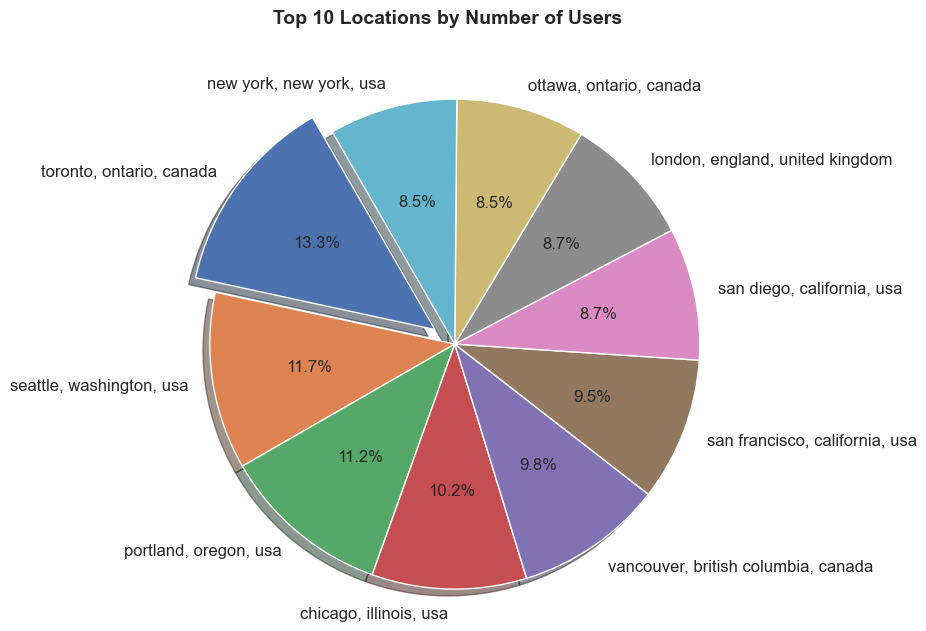 Top 10 Locations by Number of Users
new york, new york, usa
ottawa, ontario, canada
london, england, united kingdom
toronto, ontario, canada
8.5%
8.5%
13.3%
8.7%
san diego, california, usa
8.7%
seattle, washington, usa
11.7%
9.5%
san francisco, california, usa
11.2%
9.8%
10.2%
portland, oregon, usa
vancouver, british columbia, canada
chicago, illinois, usa